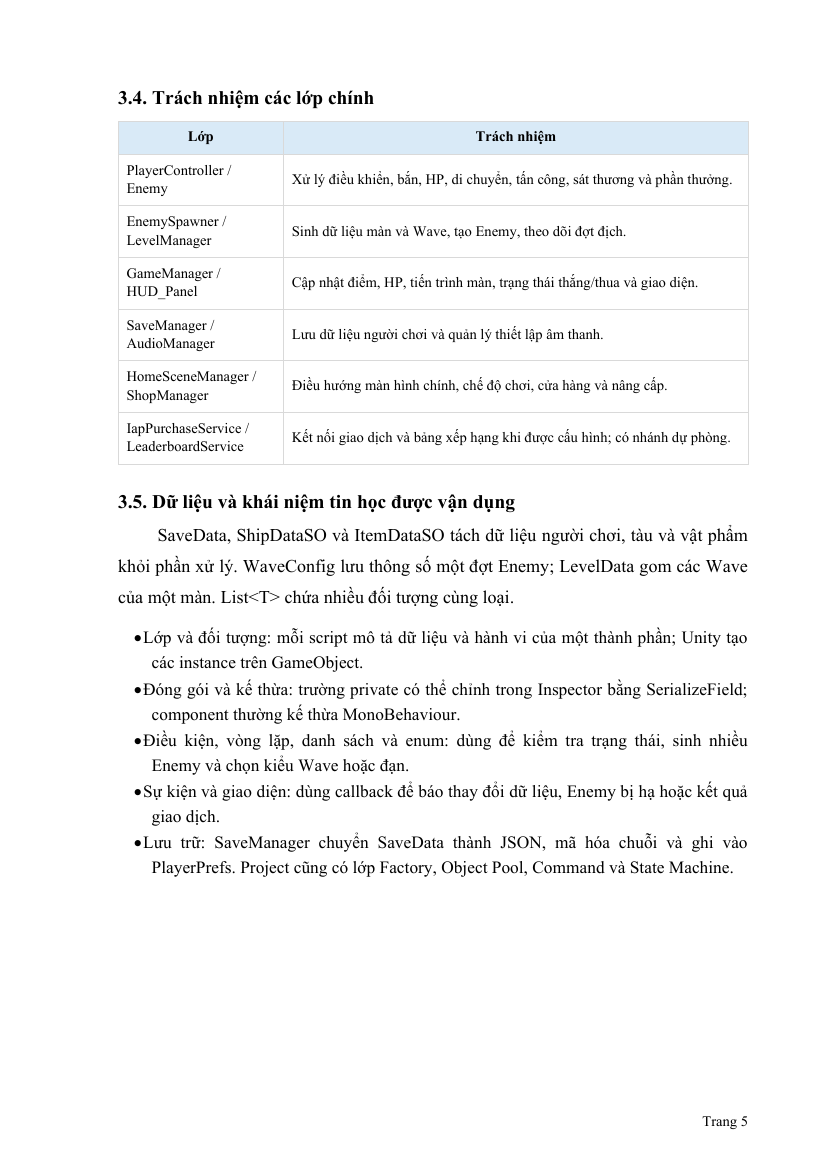 3.4. Trách nhiệm các lớp chính
Lớp
Trách nhiệm
PlayerController /
Enemy
Xử lý điều khiển, bắn, HP, di chuyển, tấn công, sát thương và phần thưởng.
EnemySpawner /
LevelManager
Sinh dữ liệu màn và Wave, tạo Enemy, theo dõi đợt địch.
GameManager /
HUD_Panel
Cập nhật điểm, HP, tiến trình màn, trạng thái thắng/thua và giao diện.
SaveManager /
AudioManager
Lưu dữ liệu người chơi và quản lý thiết lập âm thanh.
HomeSceneManager /
ShopManager
Điều hướng màn hình chính, chế độ chơi, cửa hàng và nâng cấp.
IapPurchaseService /
LeaderboardService
Kết nối giao dịch và bảng xếp hạng khi được cấu hình; có nhánh dự phòng.
3.5. Dữ liệu và khái niệm tin học được vận dụng
SaveData, ShipDataSO và ItemDataSO tách dữ liệu người chơi, tàu và vật phẩm
khỏi phần xử lý. WaveConfig lưu thông số một đợt Enemy; LevelData gom các Wave
của một màn. List<T> chứa nhiều đối tượng cùng loại.
•Lớp và đối tượng: mỗi script mô tả dữ liệu và hành vi của một thành phần; Unity tạo
các instance trên GameObject.
•Đóng gói và kế thừa: trường private có thể chỉnh trong Inspector bằng SerializeField;
component thường kế thừa MonoBehaviour.
•Điều kiện, vòng lặp, danh sách và enum: dùng để kiểm tra trạng thái, sinh nhiều
Enemy và chọn kiểu Wave hoặc đạn.
•Sự kiện và giao diện: dùng callback để báo thay đổi dữ liệu, Enemy bị hạ hoặc kết quả
giao dịch.
•Lưu trữ: SaveManager chuyển SaveData thành JSON, mã hóa chuỗi và ghi vào
PlayerPrefs. Project cũng có lớp Factory, Object Pool, Command và State Machine.
Trang 5